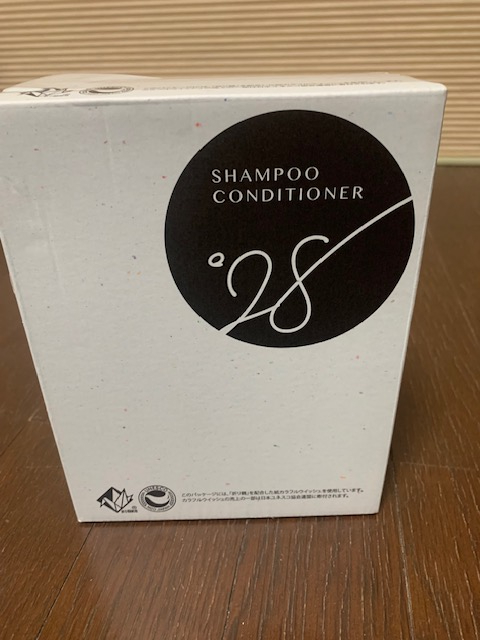 SHAMPOO
CONDITIONER
°28
このパッケージには、「折り鶴」を配合した紙カラフルウイッシュを使用しています。
カラフルウイッシュの売上の一部は日本ユネスコ協会連盟に寄付されます。